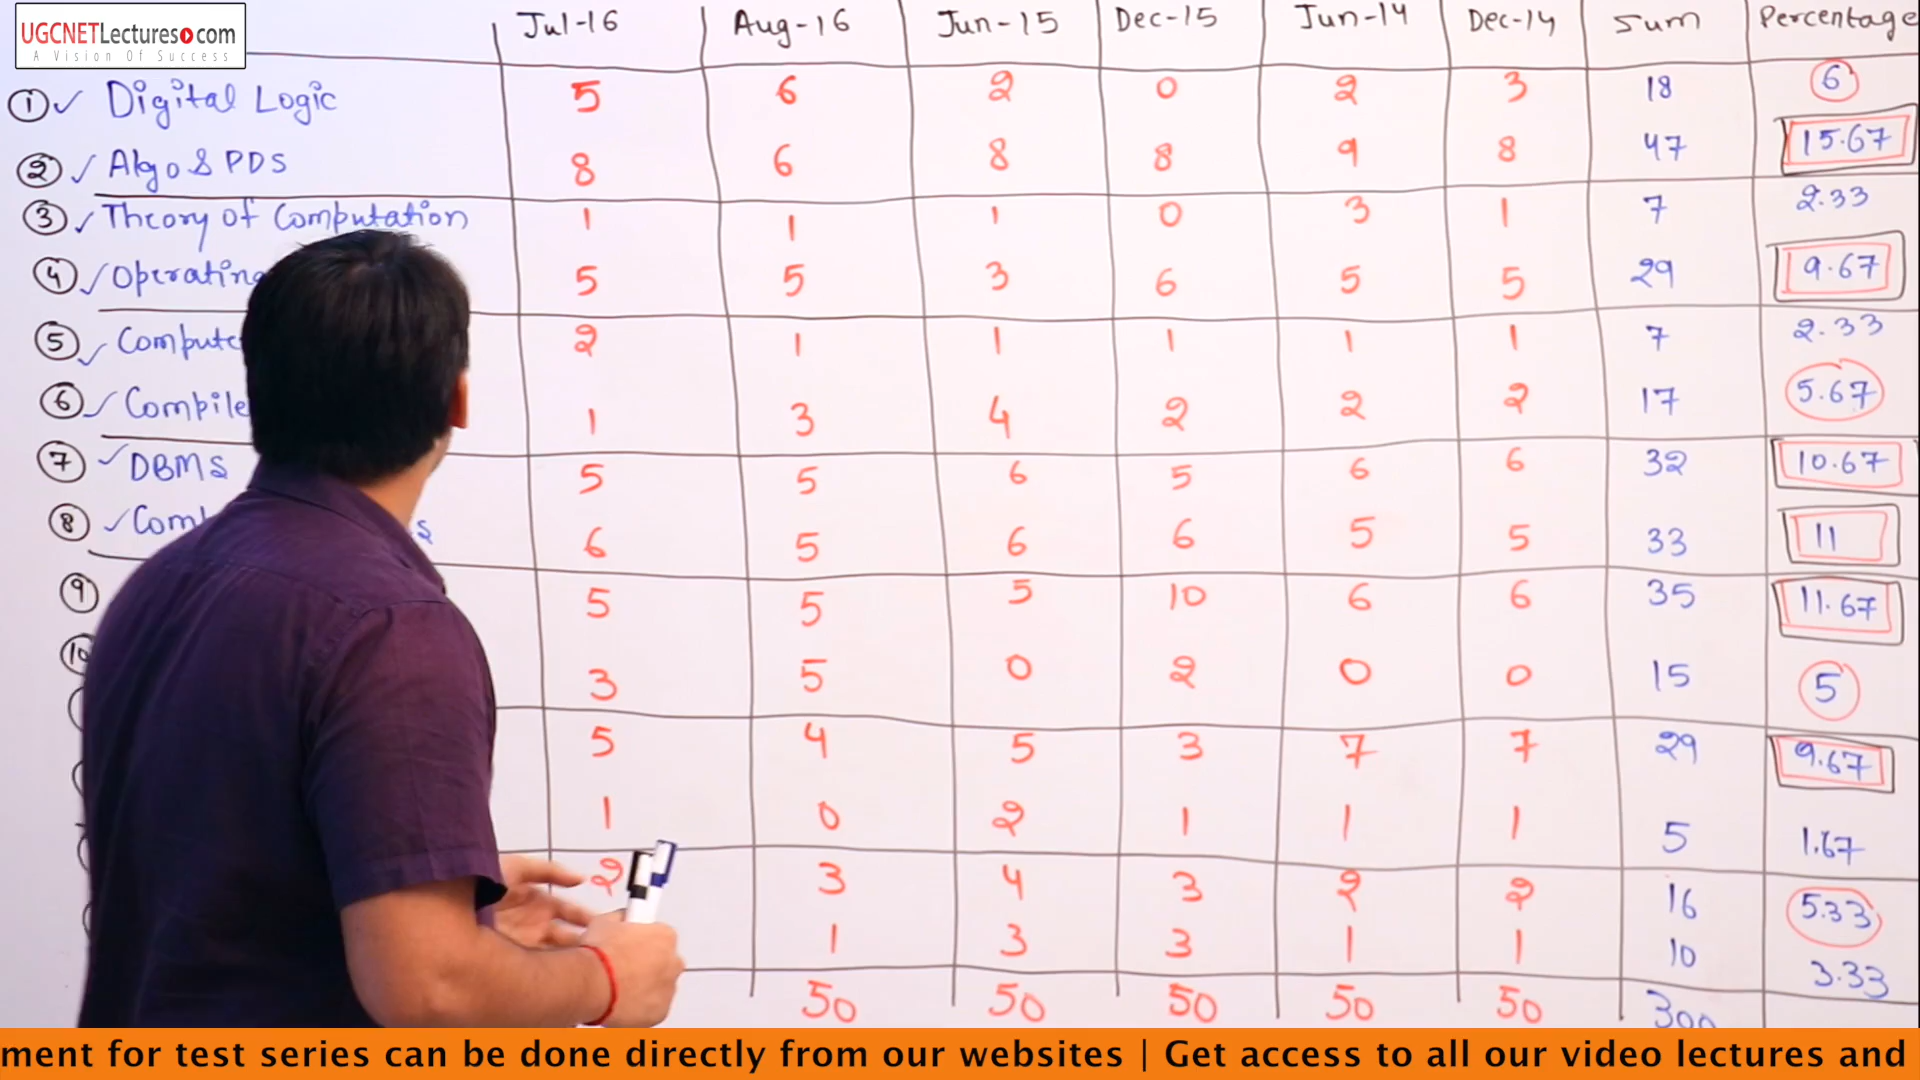 UGCNETLectures.com
A Vision Of Success
Jul-16 Aug-16 Jun-15 Dec-15 Jun-14 Dec-14 Sum Percentage
1 ✓ Digital Logic 5 6 2 0 2 3 18 6
2 ✓ Algo & PDS 8 6 8 8 9 8 47 15.67
3 ✓ Theory of Computation 1 1 1 0 3 1 7 2.33
4 ✓ Operating 5 5 3 6 5 5 29 9.67
5 ✓ Compute 2 1 1 1 1 1 7 2.33
6 ✓ Compile 1 3 4 2 2 2 17 5.67
7 ✓ DBMS 5 5 6 5 6 6 32 10.67
8 ✓ Com s 6 5 6 6 5 5 33 11
9 5 5 5 10 6 6 35 11.67
10 3 5 0 2 0 0 15 5
5 4 5 3 7 7 29 9.67
1 0 2 1 1 1 5 1.67
2 3 4 3 2 2 16 5.33
1 3 3 1 1 10 3.33
50 50 50 50 50 300
ment for test series can be done directly from our websites | Get access to all our video lectures and